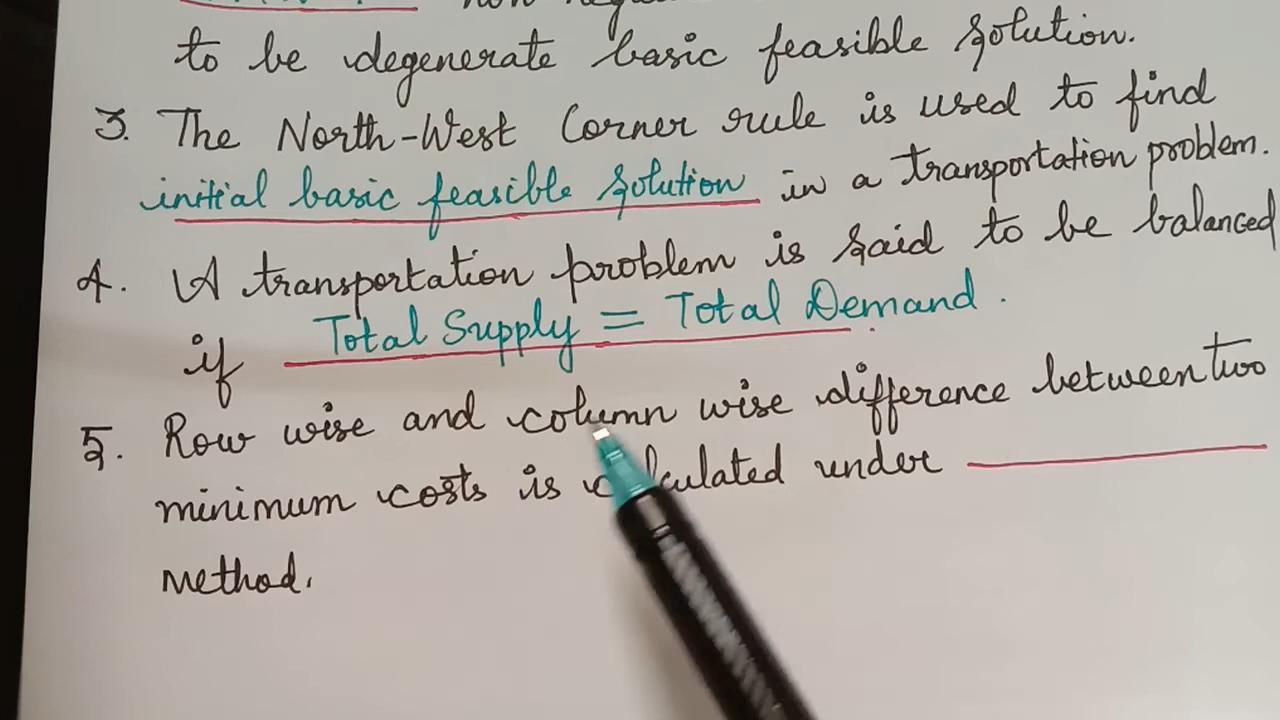 to be degenerate basic feasible solution.
3. The North-West Corner rule is used to find
initial basic feasible solution in a transportation problem.
4. A transportation problem is said to be balanced
if Total Supply = Total Demand.
5. Row wise and column wise difference between two
minimum costs is calculated under
method.